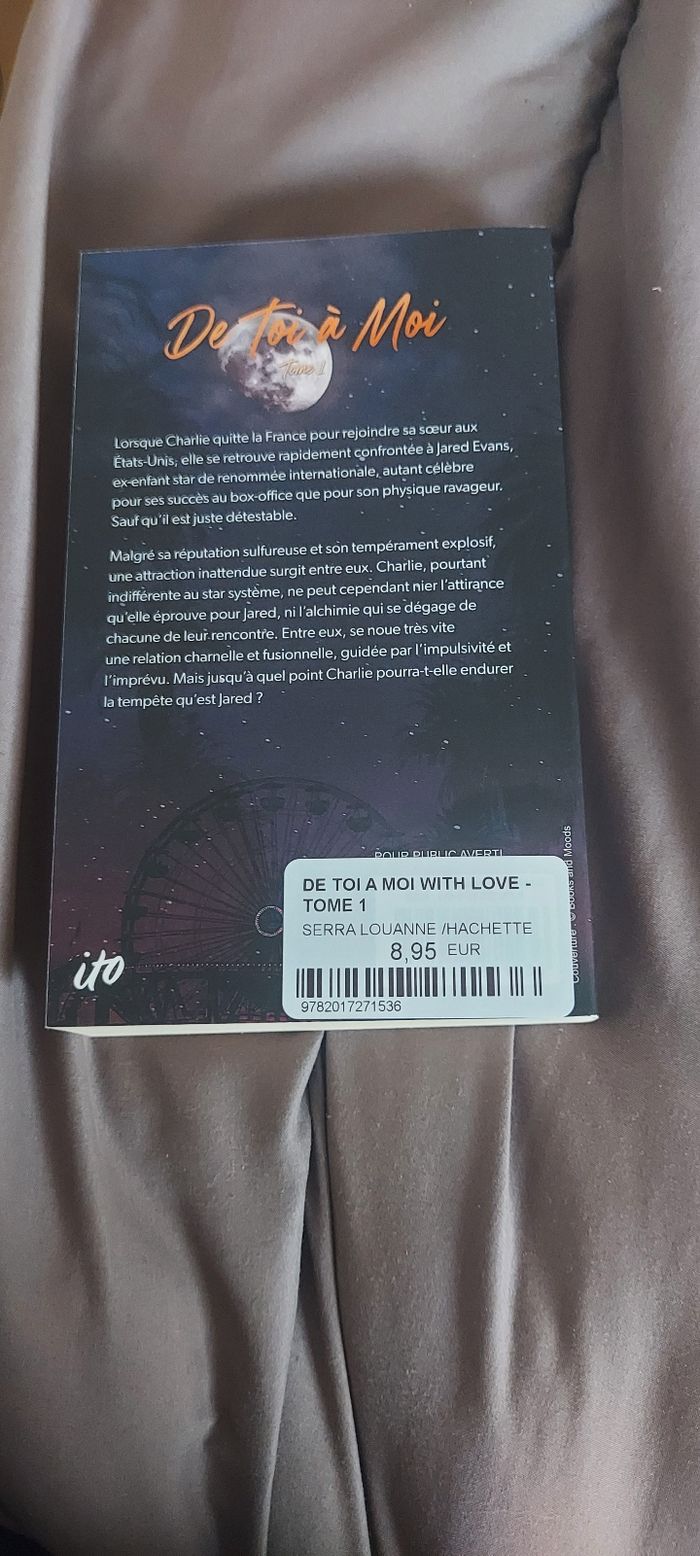 De Toi à Moi
Tome 1
Lorsque Charlie quitte la France pour rejoindre sa sœur aux
États-Unis, elle se retrouve rapidement confrontée à Jared Evans,
ex-enfant star de renommée internationale, autant célèbre
pour ses succès au box-office que pour son physique ravageur.
Sauf qu'il est juste détestable.
Malgré sa réputation sulfureuse et son tempérament explosif,
une attraction inattendue surgit entre eux. Charlie, pourtant
indifférente au star système, ne peut cependant nier l'attirance
qu'elle éprouve pour Jared, ni l'alchimie qui se dégage de
chacune de leur rencontre. Entre eux, se noue très vite
une relation charnelle et fusionnelle, guidée par l'impulsivité et
l'imprévu. Mais jusqu'à quel point Charlie pourra-t-elle endurer
la tempête qu'est Jared ?
POUR PUBLIC AVERTI
DE TOI A MOI WITH LOVE -
TOME 1
SERRA LOUANNE /HACHETTE
8,95 EUR
9782017271536
ito
Couverture : © Books and Moods